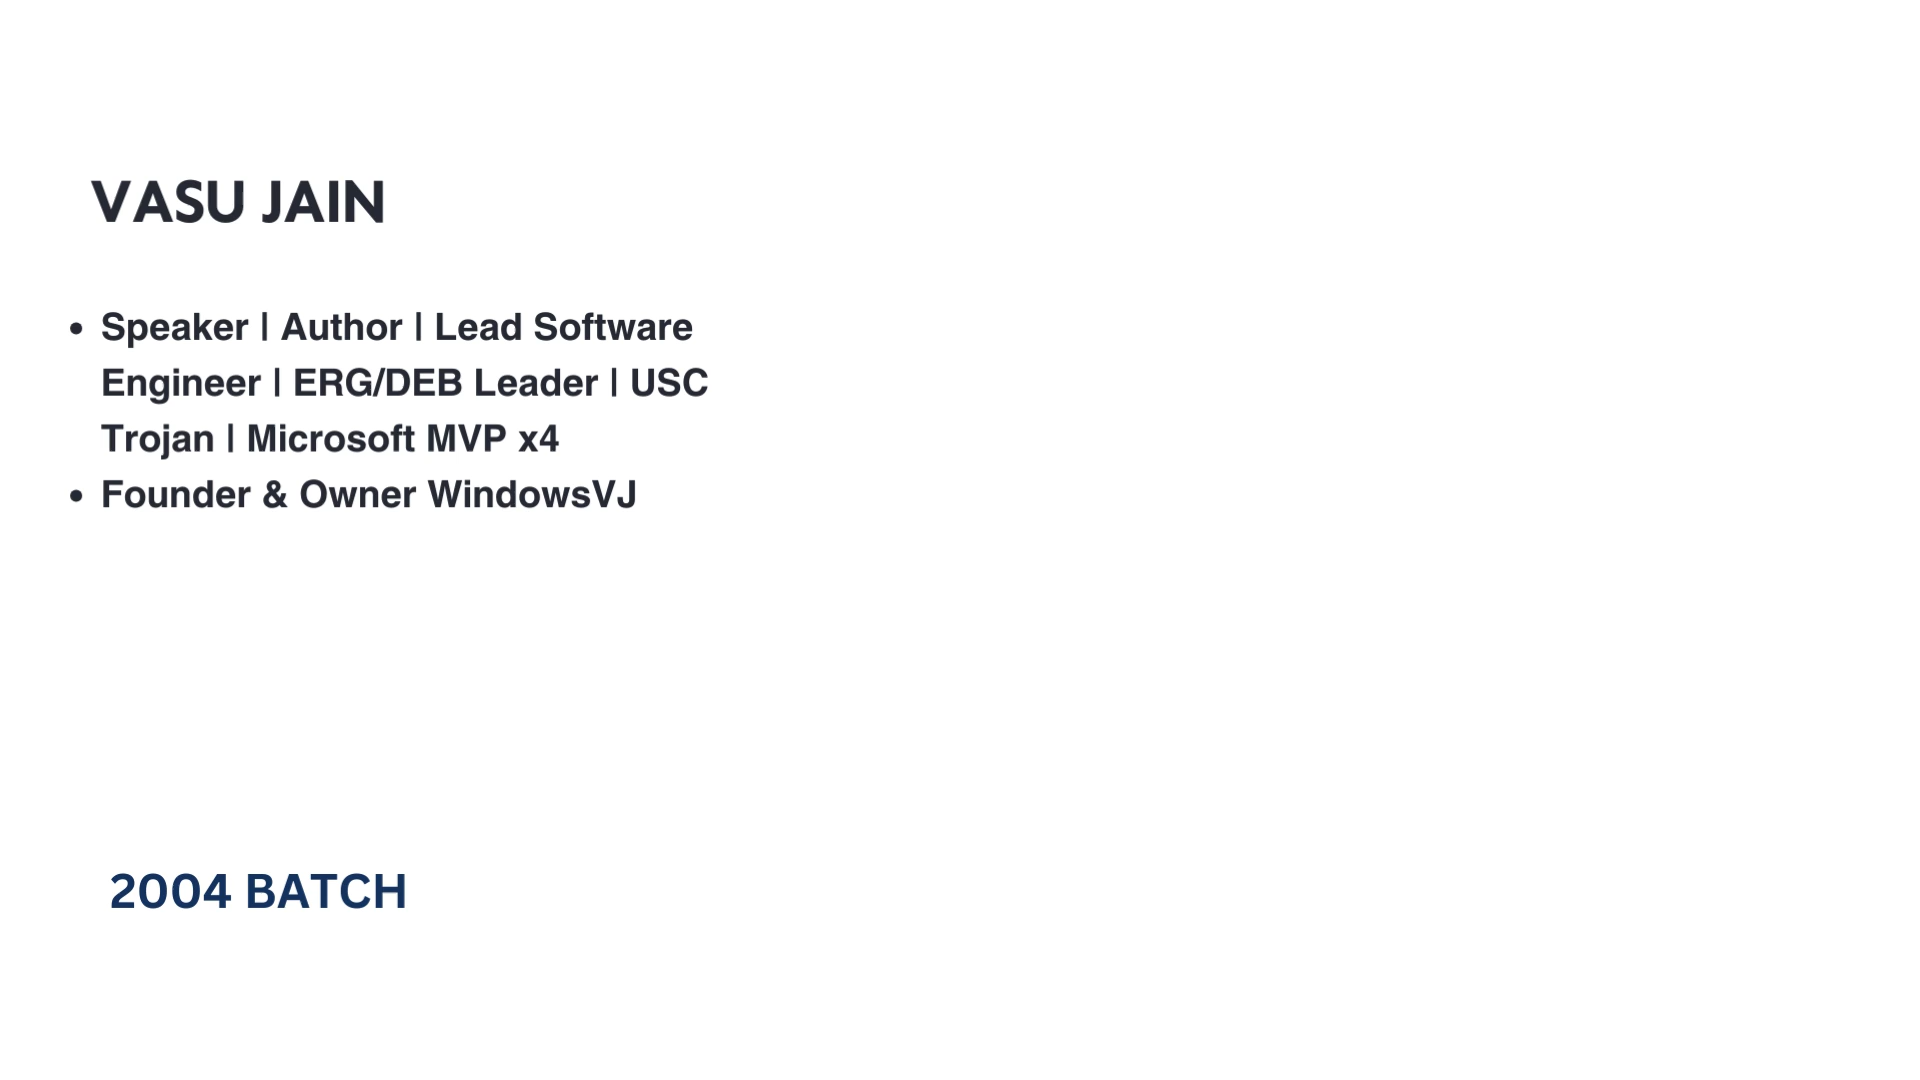 VASU JAIN
• Speaker | Author | Lead Software
Engineer | ERG/DEB Leader | USC
Trojan | Microsoft MVP x4
• Founder & Owner WindowsVJ
2004 BATCH